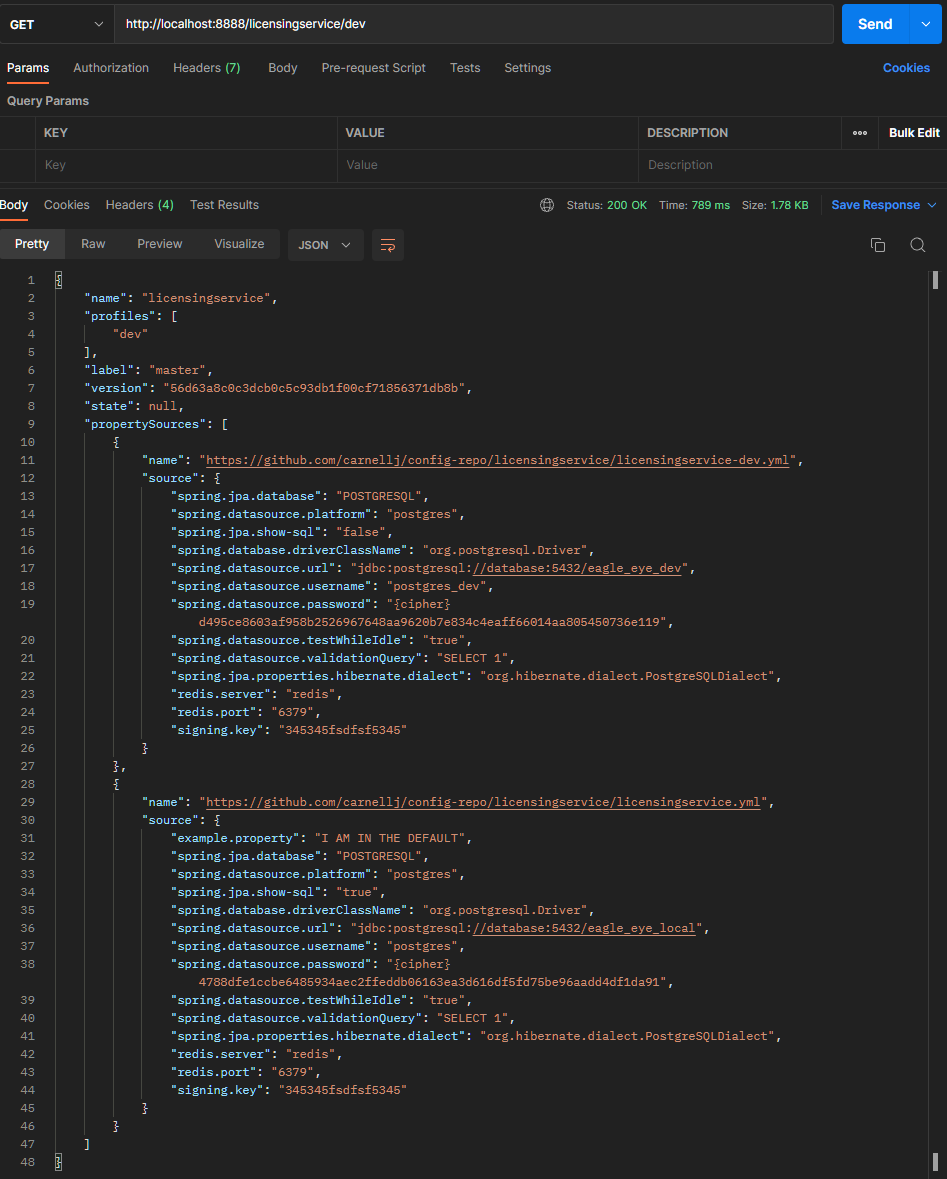 GET http://localhost:8888/licensingservice/dev Send
Params Authorization Headers (7) Body Pre-request Script Tests Settings Cookies
Query Params
KEY VALUE DESCRIPTION ••• Bulk Edit
Key Value Description
Body Cookies Headers (4) Test Results Status: 200 OK Time: 789 ms Size: 1.78 KB Save Response
Pretty Raw Preview Visualize JSON
1 {
2 "name": "licensingservice",
3 "profiles": [
4 "dev"
5 ],
6 "label": "master",
7 "version": "56d63a8c0c3dcb0c5c93db1f00cf71856371db8b",
8 "state": null,
9 "propertySources": [
10 {
11 "name": "https://github.com/carnellj/config-repo/licensingservice/licensingservice-dev.yml",
12 "source": {
13 "spring.jpa.database": "POSTGRESQL",
14 "spring.datasource.platform": "postgres",
15 "spring.jpa.show-sql": "false",
16 "spring.database.driverClassName": "org.postgresql.Driver",
17 "spring.datasource.url": "jdbc:postgresql://database:5432/eagle_eye_dev",
18 "spring.datasource.username": "postgres_dev",
19 "spring.datasource.password": "{cipher}
d495ce8603af958b2526967648aa9620b7e834c4eaff66014aa805450736e119",
20 "spring.datasource.testWhileIdle": "true",
21 "spring.datasource.validationQuery": "SELECT 1",
22 "spring.jpa.properties.hibernate.dialect": "org.hibernate.dialect.PostgreSQLDialect",
23 "redis.server": "redis",
24 "redis.port": "6379",
25 "signing.key": "345345fsdfsf5345"
26 }
27 },
28 {
29 "name": "https://github.com/carnellj/config-repo/licensingservice/licensingservice.yml",
30 "source": {
31 "example.property": "I AM IN THE DEFAULT",
32 "spring.jpa.database": "POSTGRESQL",
33 "spring.datasource.platform": "postgres",
34 "spring.jpa.show-sql": "true",
35 "spring.database.driverClassName": "org.postgresql.Driver",
36 "spring.datasource.url": "jdbc:postgresql://database:5432/eagle_eye_local",
37 "spring.datasource.username": "postgres",
38 "spring.datasource.password": "{cipher}
4788dfe1ccbe6485934aec2ffeddb06163ea3d616df5fd75be96aadd4df1da91",
39 "spring.datasource.testWhileIdle": "true",
40 "spring.datasource.validationQuery": "SELECT 1",
41 "spring.jpa.properties.hibernate.dialect": "org.hibernate.dialect.PostgreSQLDialect",
42 "redis.server": "redis",
43 "redis.port": "6379",
44 "signing.key": "345345fsdfsf5345"
45 }
46 }
47 ]
48 }